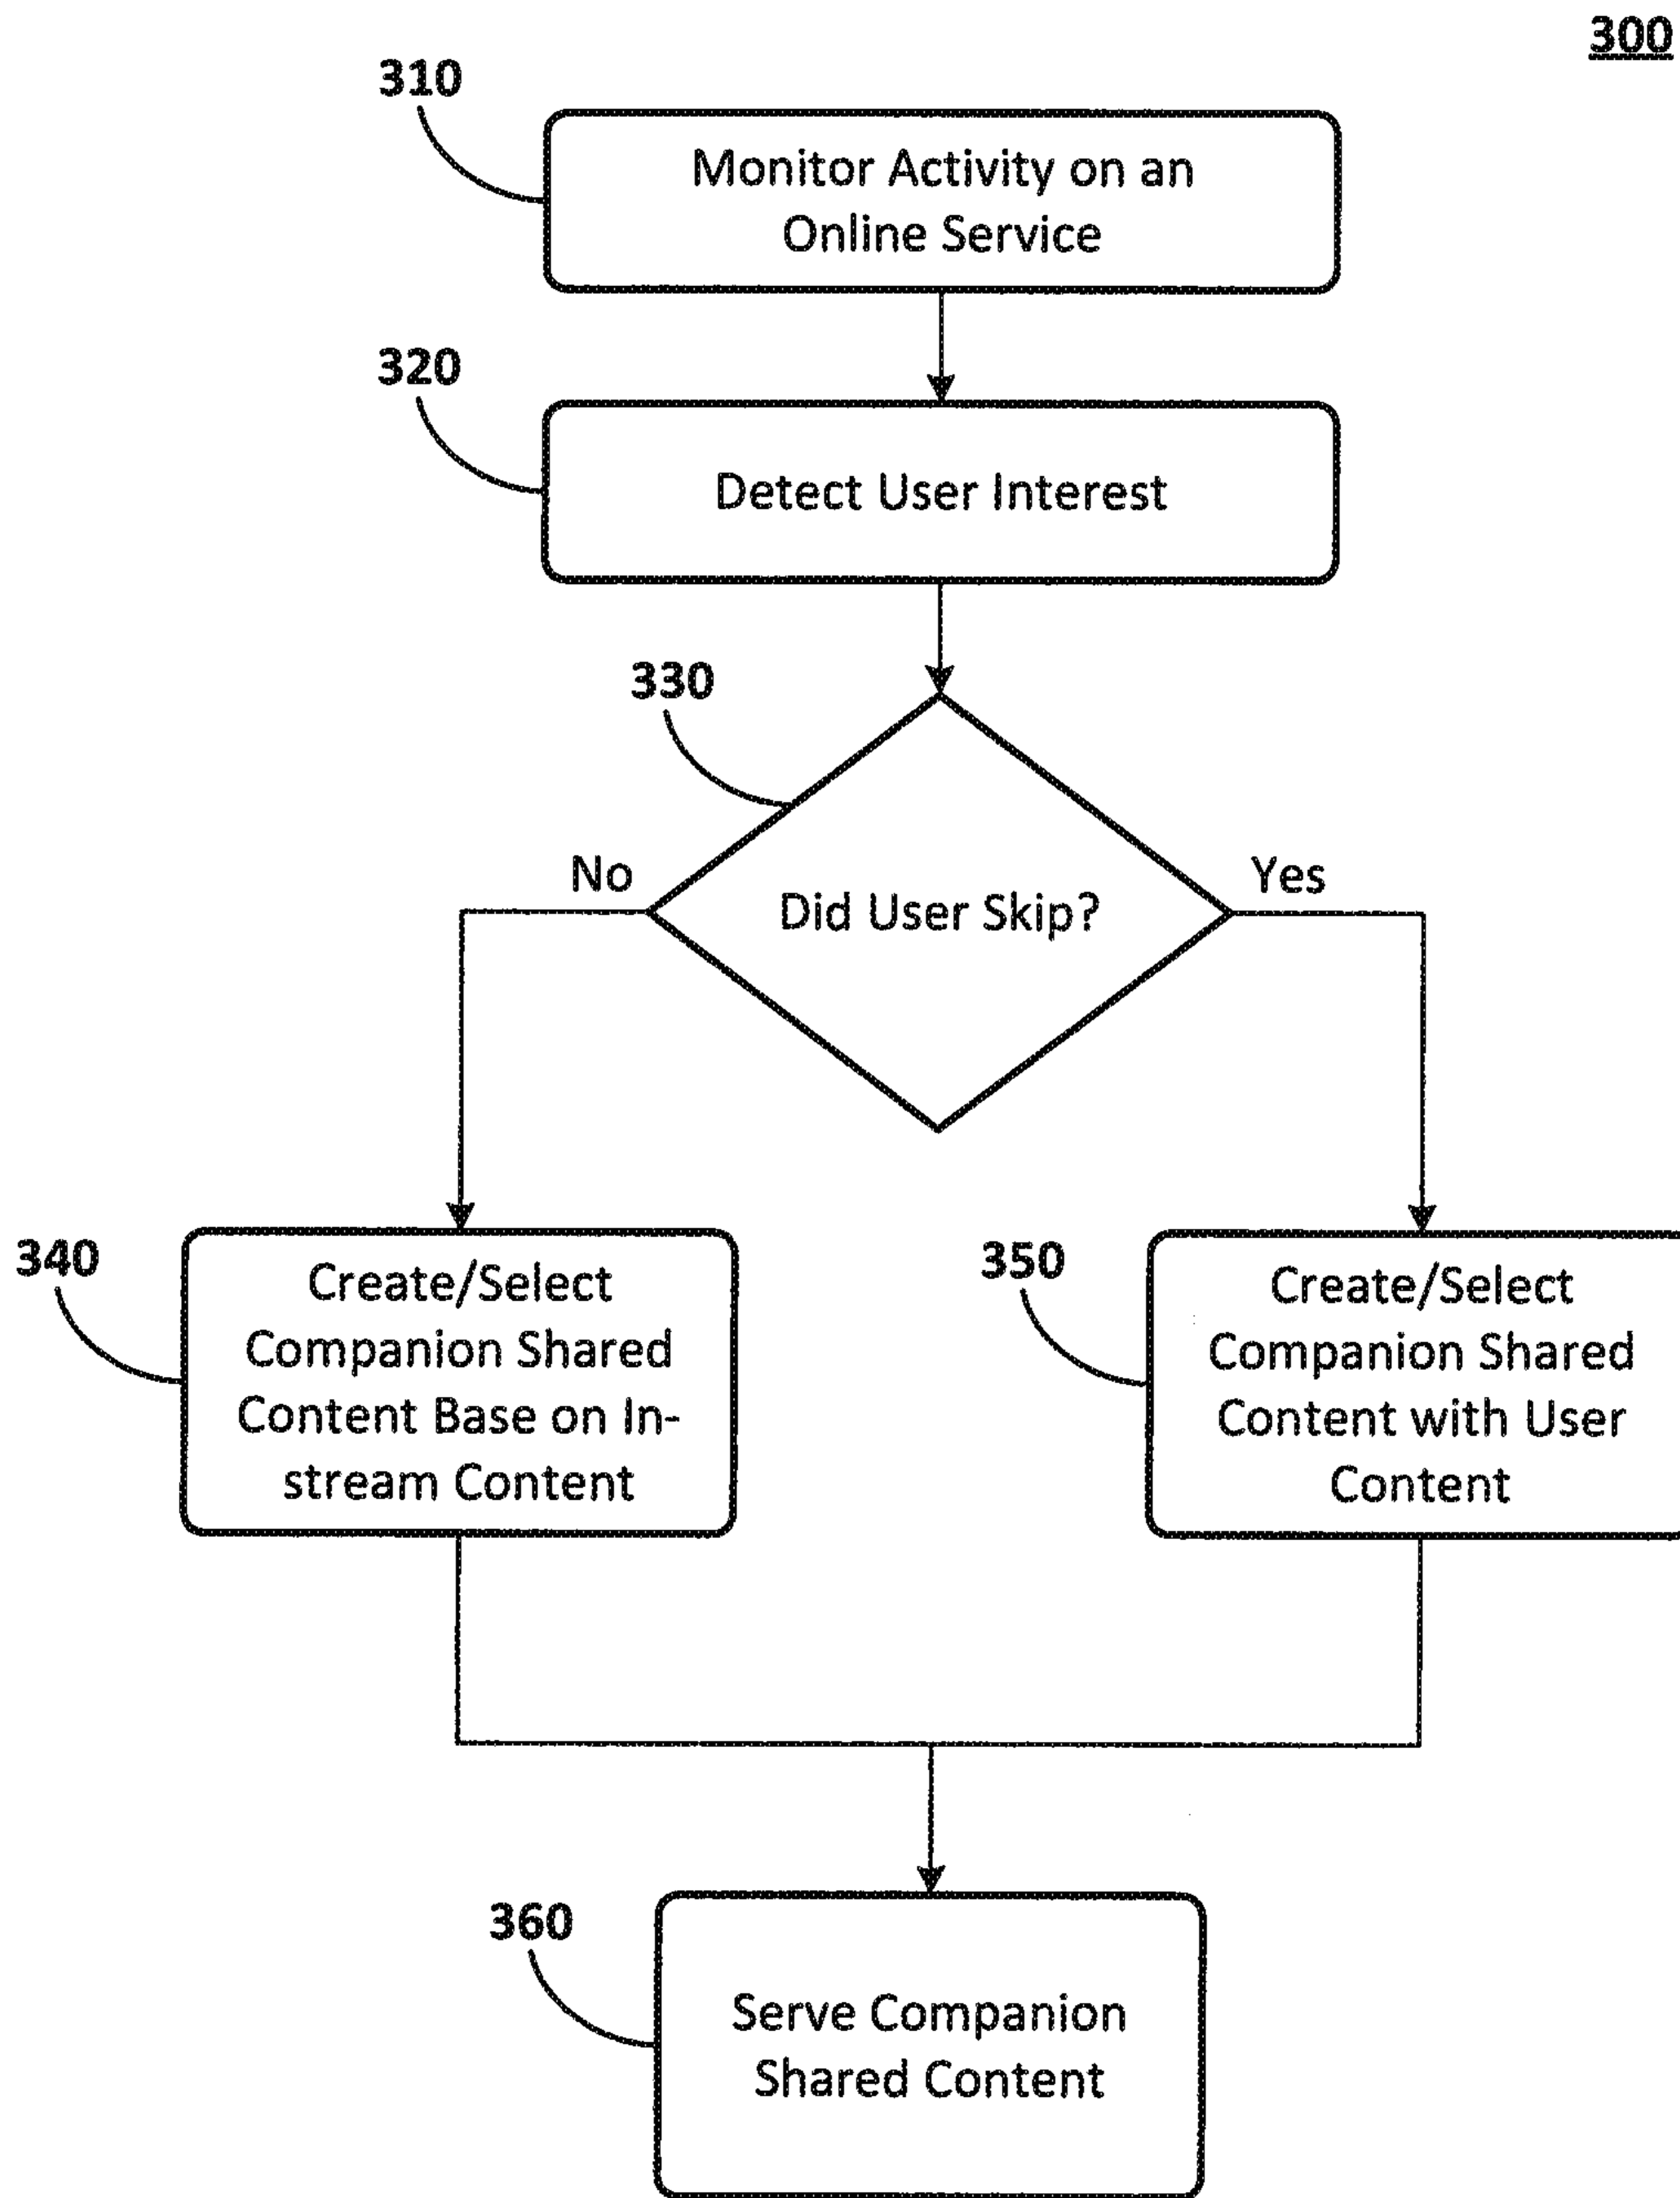 300
310
Monitor Activity on an
Online Service
320
Detect User Interest
330
No
Did User Skip?
Yes
340
Create/Select
Companion Shared
Content Base on In-
stream Content
350
Create/Select
Companion Shared
Content with User
Content
360
Serve Companion
Shared Content